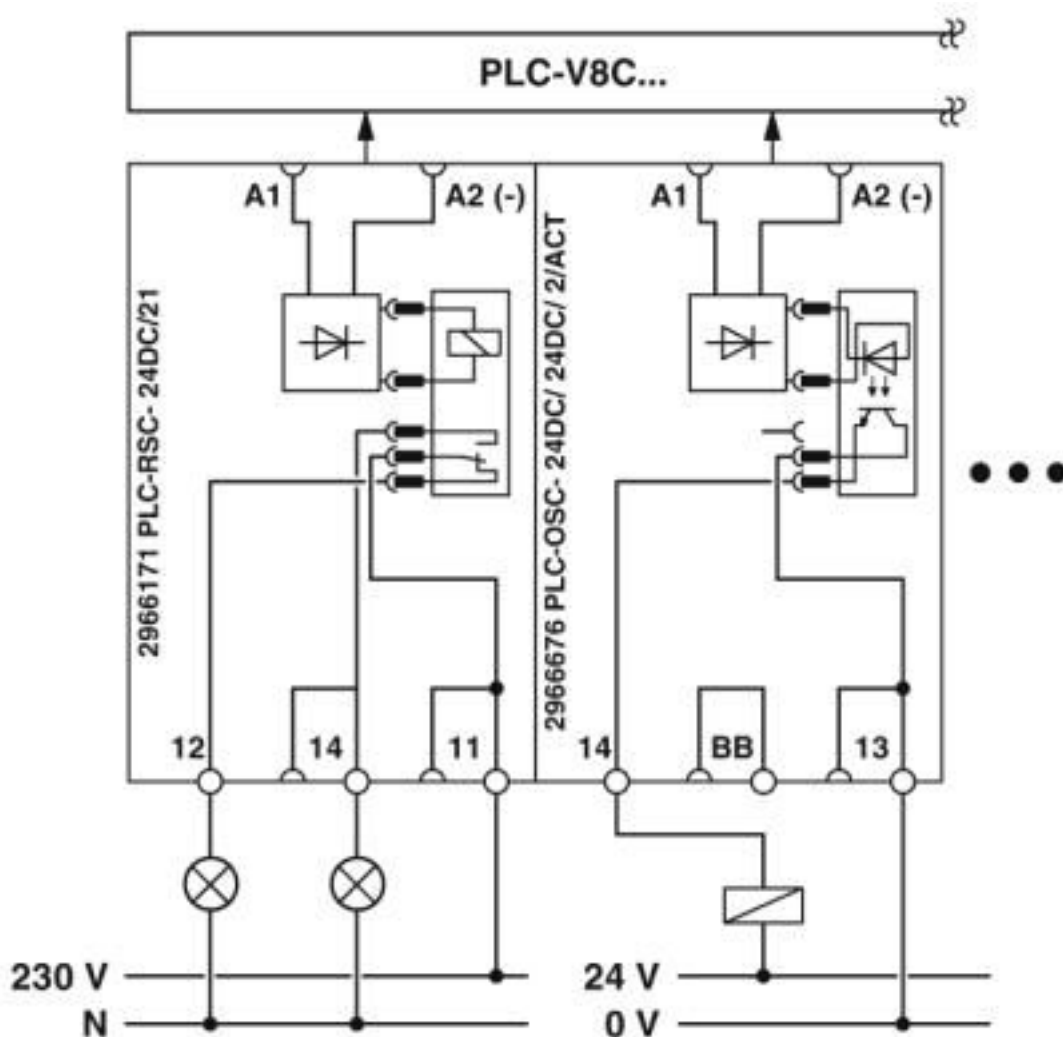 PLC-V8C...
A1
A2 (-)
A1
A2 (-)
2966171 PLC-RSC- 24DC/21
2966676 PLC-OSC- 24DC/ 24DC/ 2/ACT
12
14
11
14
BB
13
230 V
N
24 V
0 V